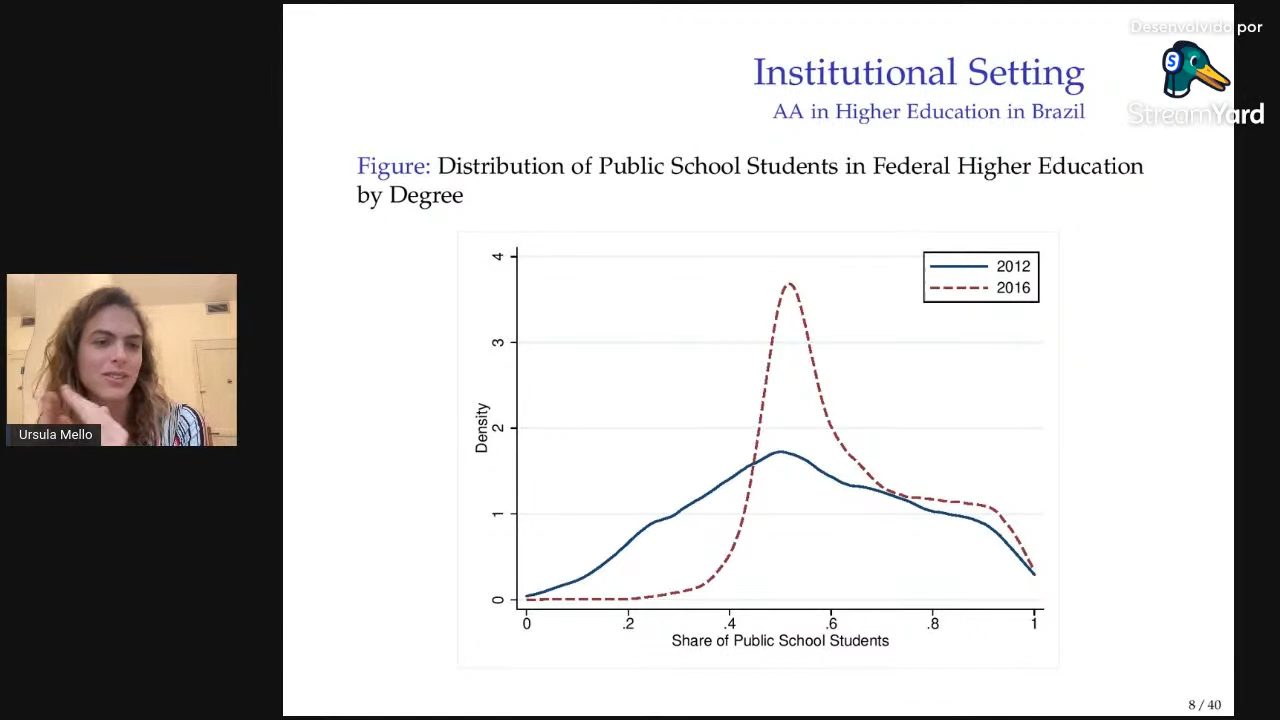 Desenvolvido por
StreamYard
Institutional Setting
AA in Higher Education in Brazil
Figure: Distribution of Public School Students in Federal Higher Education
by Degree
2012
2016
4
3
2
1
0
Density
0 .2 .4 .6 .8 1
Share of Public School Students
Ursula Mello
8 / 40